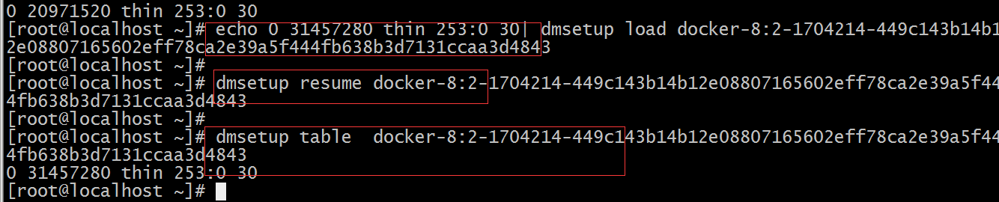 0 20971520 thin 253:0 30
[root@localhost ~]# echo 0 31457280 thin 253:0 30| dmsetup load docker-8:2-1704214-449c143b14b1
2e08807165602eff78ca2e39a5f444fb638b3d7131ccaa3d4843
[root@localhost ~]#
[root@localhost ~]# dmsetup resume docker-8:2-1704214-449c143b14b12e08807165602eff78ca2e39a5f44
4fb638b3d7131ccaa3d4843
[root@localhost ~]#
[root@localhost ~]# dmsetup table  docker-8:2-1704214-449c143b14b12e08807165602eff78ca2e39a5f44
4fb638b3d7131ccaa3d4843
0 31457280 thin 253:0 30
[root@localhost ~]#